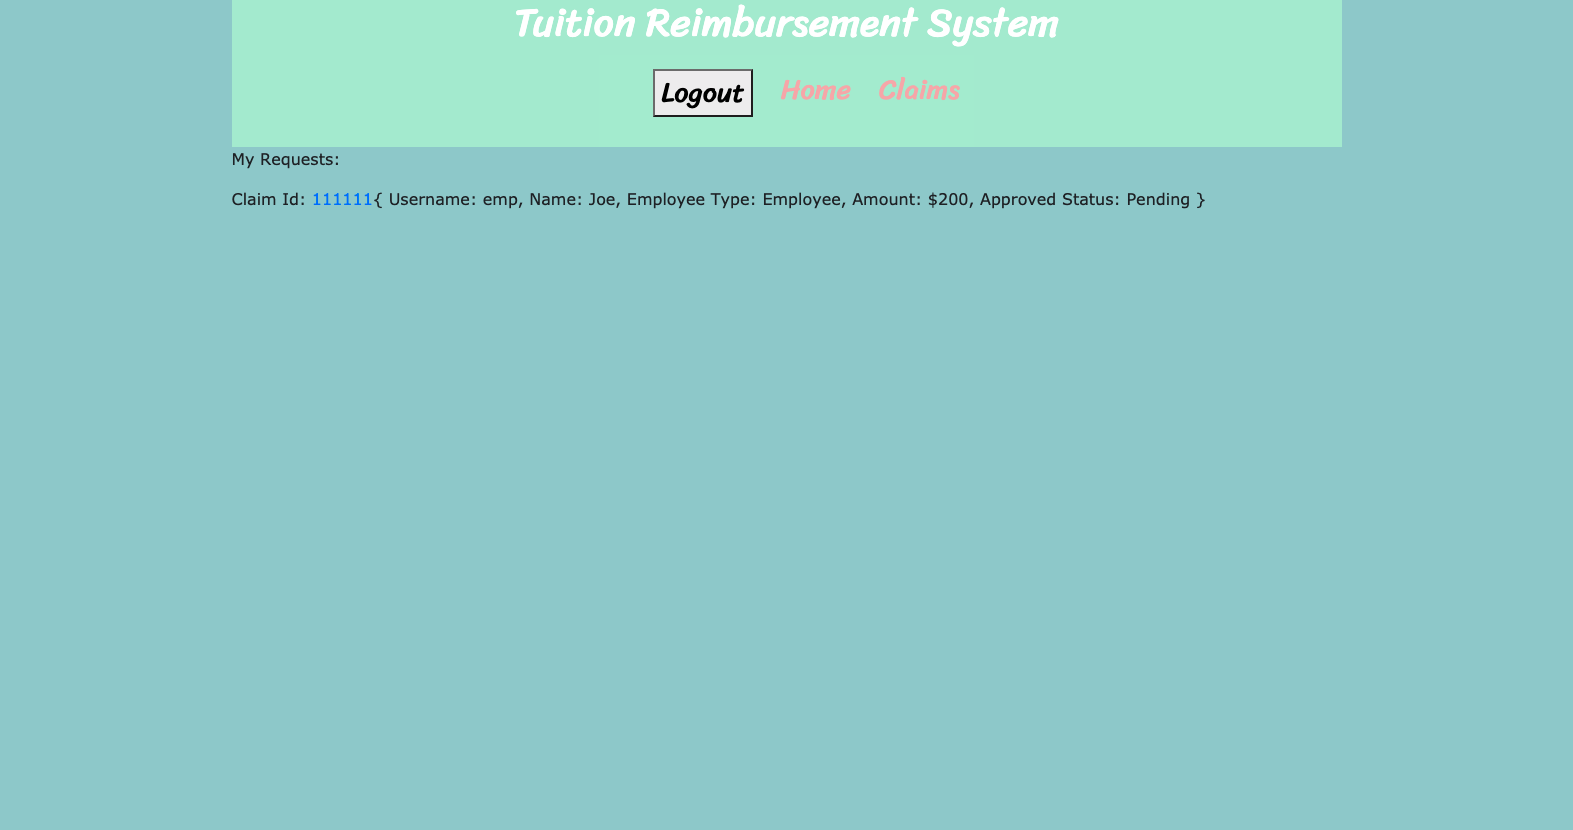 Tuition Reimbursement System
Logout Home Claims
My Requests:
Claim Id: 111111{ Username: emp, Name: Joe, Employee Type: Employee, Amount: $200, Approved Status: Pending }